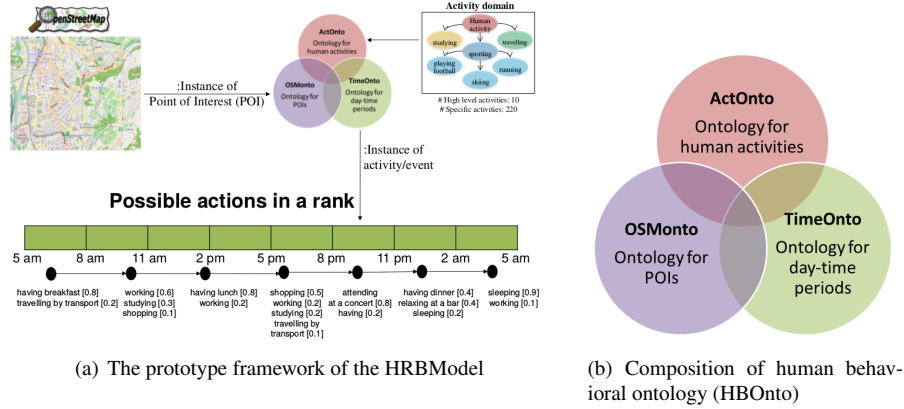 OpenStreetMap
Activity domain
Human
activity
studying
travelling
sporting
playing
football
running
skiing
# High level activities: 10
# Specific activities: 220
ActOnto
Ontology for
human activities
OSMonto
Ontology for
POIs
TimeOnto
Ontology for
day-time
periods
:Instance of
Point of Interest (POI)
:Instance of
activity/event
Possible actions in a rank
5 am 8 am 11 am 2 pm 5 pm 8 pm 11 pm 2 am 5 am
having breakfast [0.8]
travelling by transport [0.2]
working [0.6]
studying [0.3]
shopping [0.1]
having lunch [0.8]
working [0.2]
shopping [0.5]
working [0.2]
studying [0.2]
travelling by
transport [0.1]
attending
at a concert [0.8]
having [0.2]
having dinner [0.4]
relaxing at a bar [0.4]
sleeping [0.2]
sleeping [0.9]
working [0.1]
(a) The prototype framework of the HRBModel
ActOnto
Ontology for
human activities
OSMonto
Ontology for
POIs
TimeOnto
Ontology for
day-time
periods
(b) Composition of human behav-
ioral ontology (HBOnto)